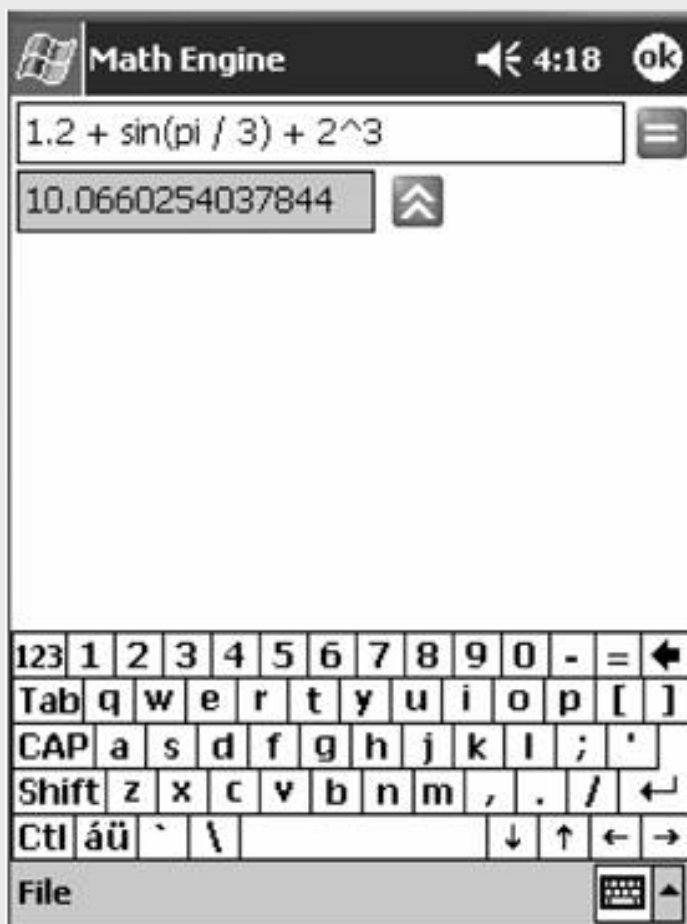 Math Engine 4:18 ok
1.2 + sin(pi / 3) + 2^3 =
10.0660254037844
123 1 2 3 4 5 6 7 8 9 0 - =
Tab q w e r t y u i o p [ ]
CAP a s d f g h j k l ; '
Shift z x c v b n m , . /
Ctl áü ` \ ↓ ↑ ← →
File